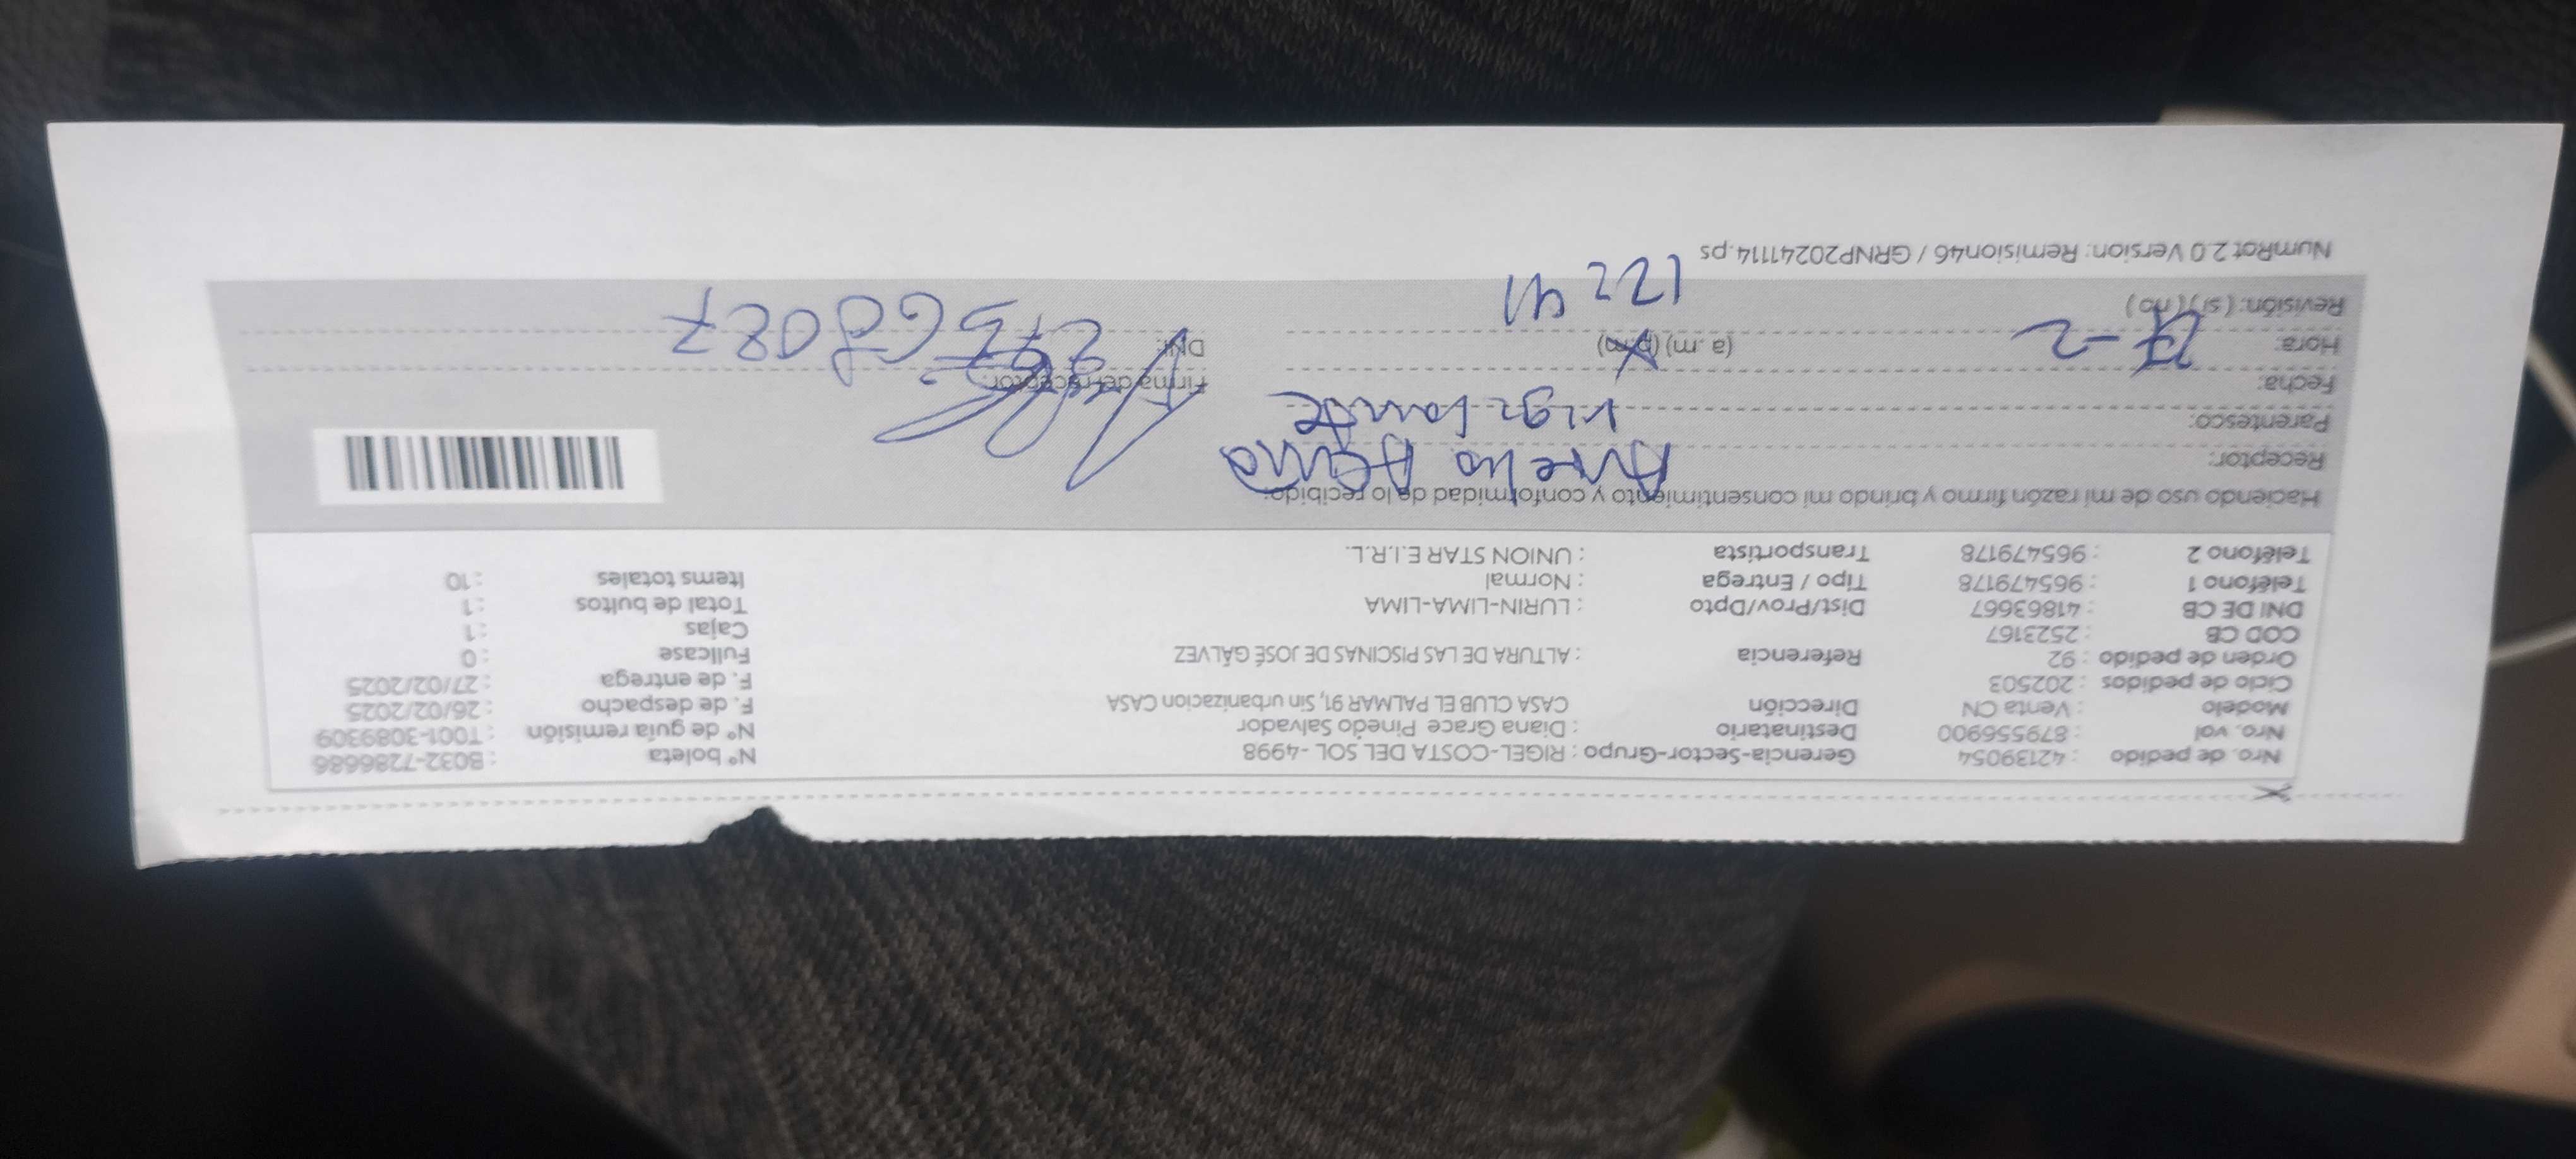 Nro. de pedido : 42139054 Gerencia-Sector-Grupo : RIGEL-COSTA DEL SOL -4998 N° boleta : B032-7286686
Nro. vol : 879556900 Destinatario : Diana Grace Pinedo Salvador N° de guía remisión : T001-3089309
Modelo : Venta CN Dirección CASA CLUB EL PALMAR 91, Sin urbanizacion CASA F. de despacho : 26/02/2025
Ciclo de pedidos : 202503 F. de entrega : 27/02/2025
Orden de pedido : 92 Referencia : ALTURA DE LAS PISCINAS DE JOSÉ GÁLVEZ Fullcase : 0
COD CB : 2523167 Cajas : 1
DNI DE CB : 41863667 Dist/Prov/Dpto : LURIN-LIMA-LIMA Total de bultos : 1
Teléfono 1 : 965479178 Tipo / Entrega : Normal Items totales : 10
Teléfono 2 : 965479178 Transportista : UNION STAR E.I.R.L.
Haciendo uso de mi razón firmo y brindo mi consentimiento y conformidad de lo recibido.
Receptor: Aurelio
Parentesco: vigilante
Fecha: Firma del receptor:
Hora: (a .m) (p.m) DNI:
Revisión: ( si ) ( no )
NumRot 2.0 Version: Remision46 / GRNP20241114.ps